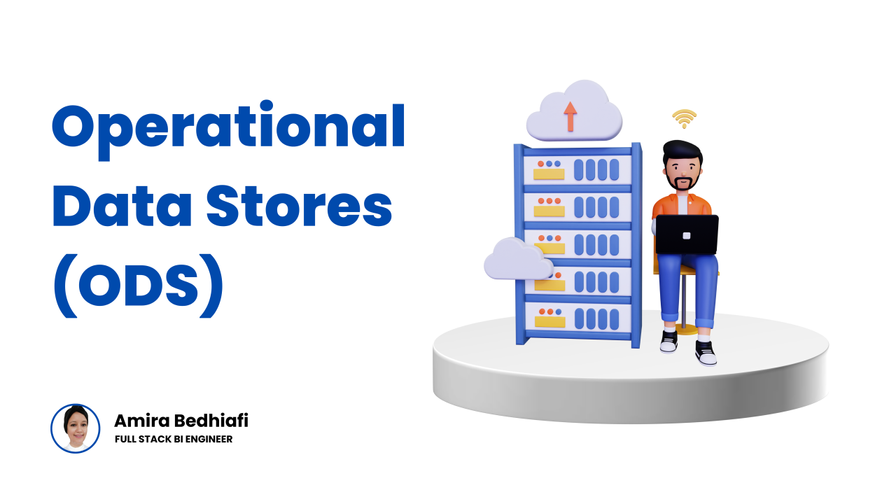 Operational
Data Stores
(ODS)
Amira Bedhiafi
FULL STACK BI ENGINEER